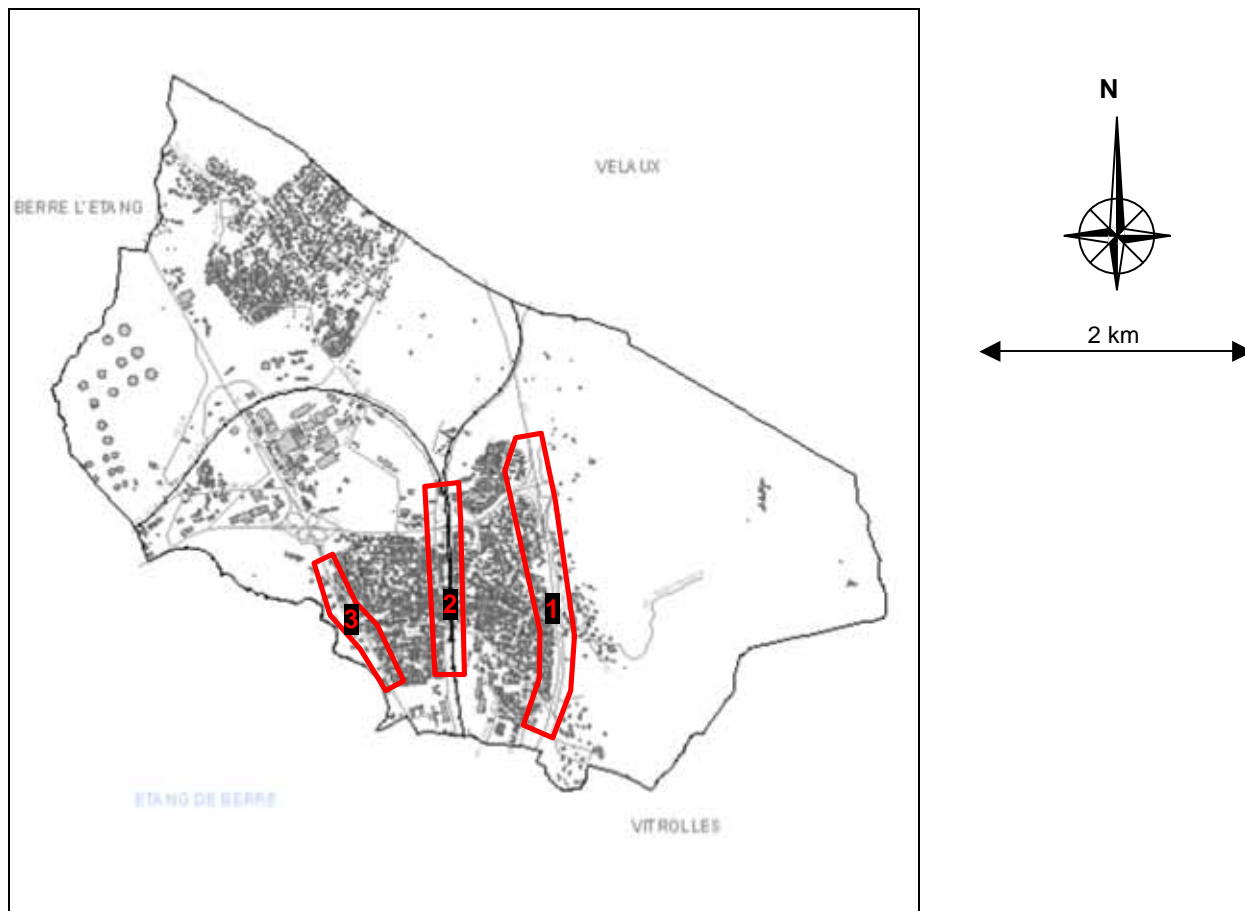 N
VELAUX
BERRE L'ETANG
2 km
1
2
3
ETANG DE BERRE
VITROLLES